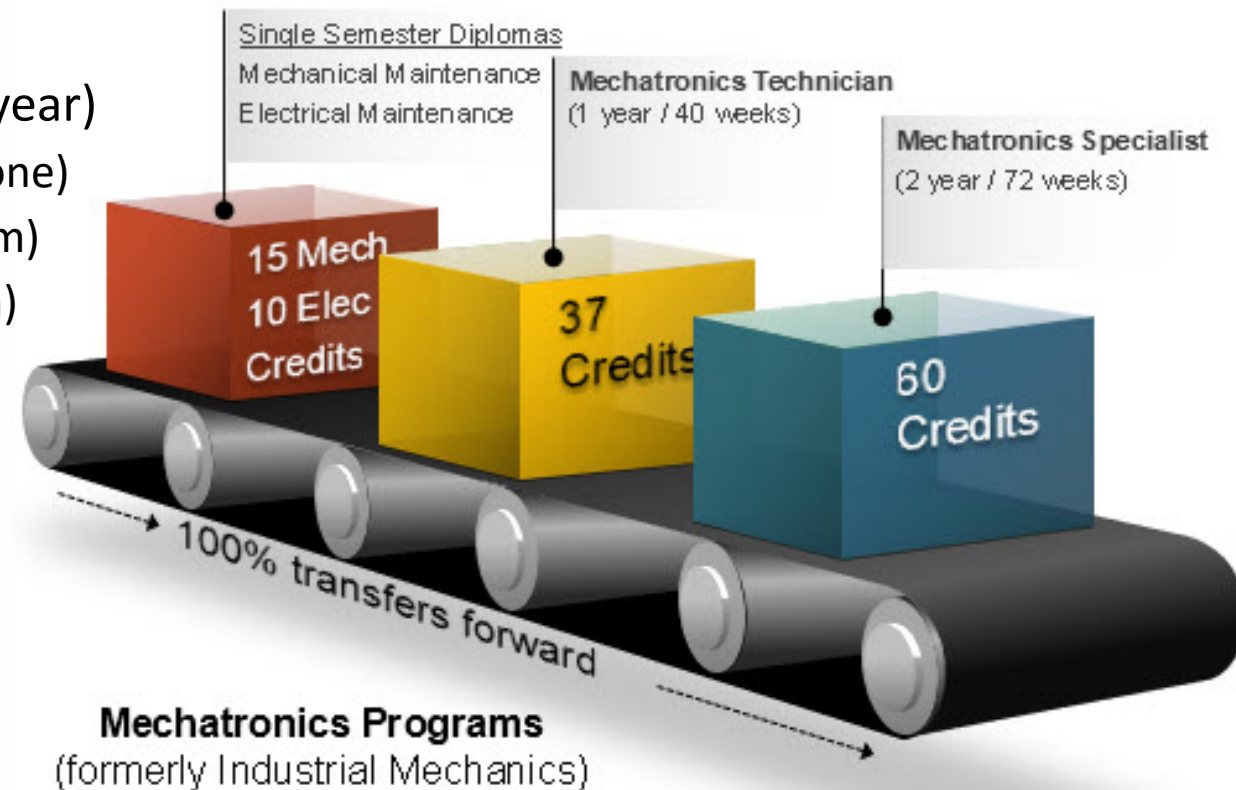 Single Semester Diplomas
Mechanical Maintenance
Electrical Maintenance
Mechatronics Technician
(1 year / 40 weeks)
Mechatronics Specialist
(2 year / 72 weeks)
year)
one)
m)
)
15 Mech
10 Elec
Credits
37
Credits
60
Credits
100% transfers forward
Mechatronics Programs
(formerly Industrial Mechanics)